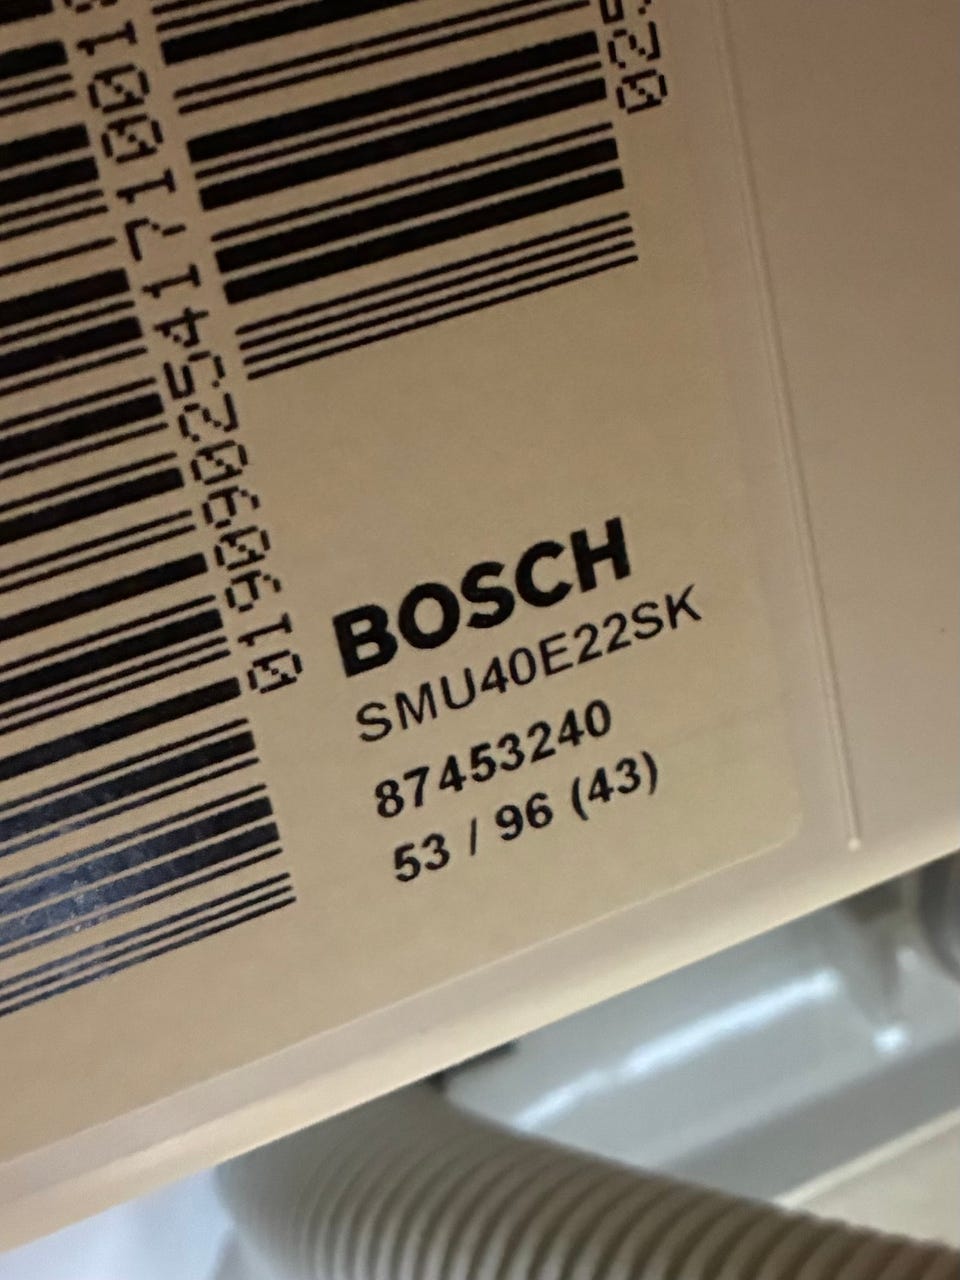 BOSCH
SMU40E22SK
87453240
53 / 96 (43)